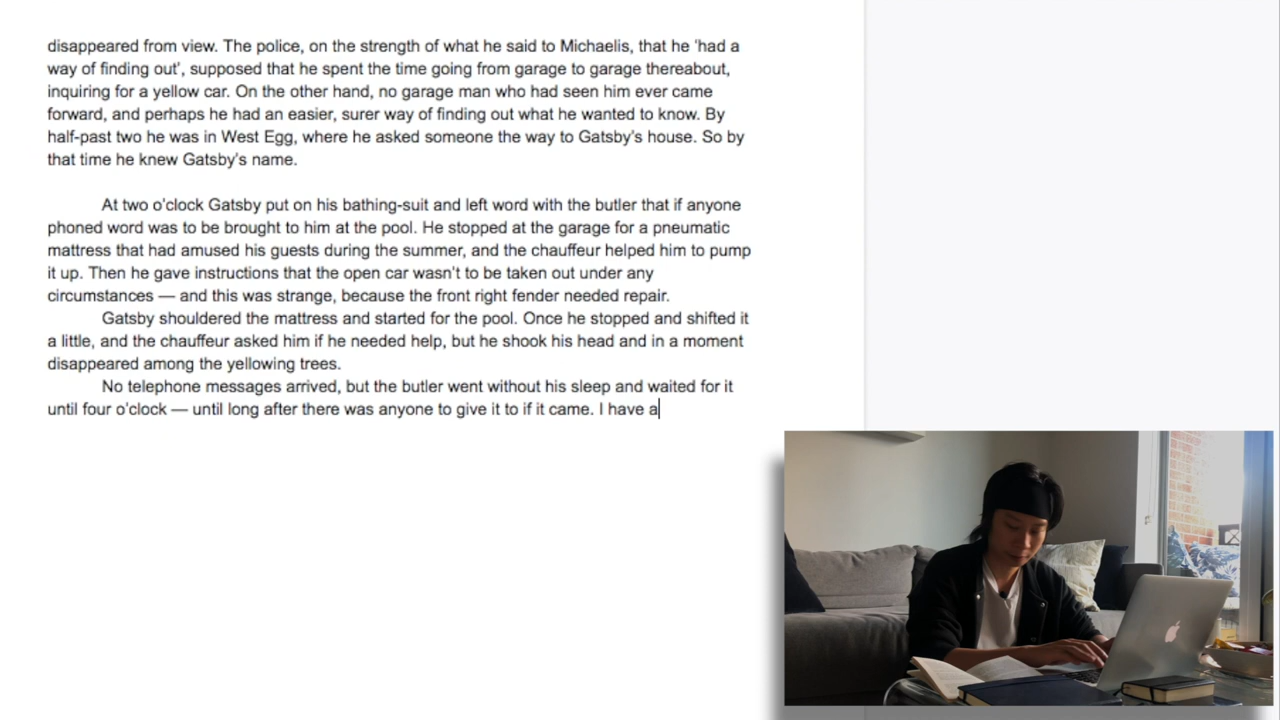 disappeared from view. The police, on the strength of what he said to Michaelis, that he 'had a
way of finding out', supposed that he spent the time going from garage to garage thereabout,
inquiring for a yellow car. On the other hand, no garage man who had seen him ever came
forward, and perhaps he had an easier, surer way of finding out what he wanted to know. By
half-past two he was in West Egg, where he asked someone the way to Gatsby's house. So by
that time he knew Gatsby's name.
At two o'clock Gatsby put on his bathing-suit and left word with the butler that if anyone
phoned word was to be brought to him at the pool. He stopped at the garage for a pneumatic
mattress that had amused his guests during the summer, and the chauffeur helped him to pump
it up. Then he gave instructions that the open car wasn't to be taken out under any
circumstances — and this was strange, because the front right fender needed repair.
Gatsby shouldered the mattress and started for the pool. Once he stopped and shifted it
a little, and the chauffeur asked him if he needed help, but he shook his head and in a moment
disappeared among the yellowing trees.
No telephone messages arrived, but the butler went without his sleep and waited for it
until four o'clock — until long after there was anyone to give it to if it came. I have a